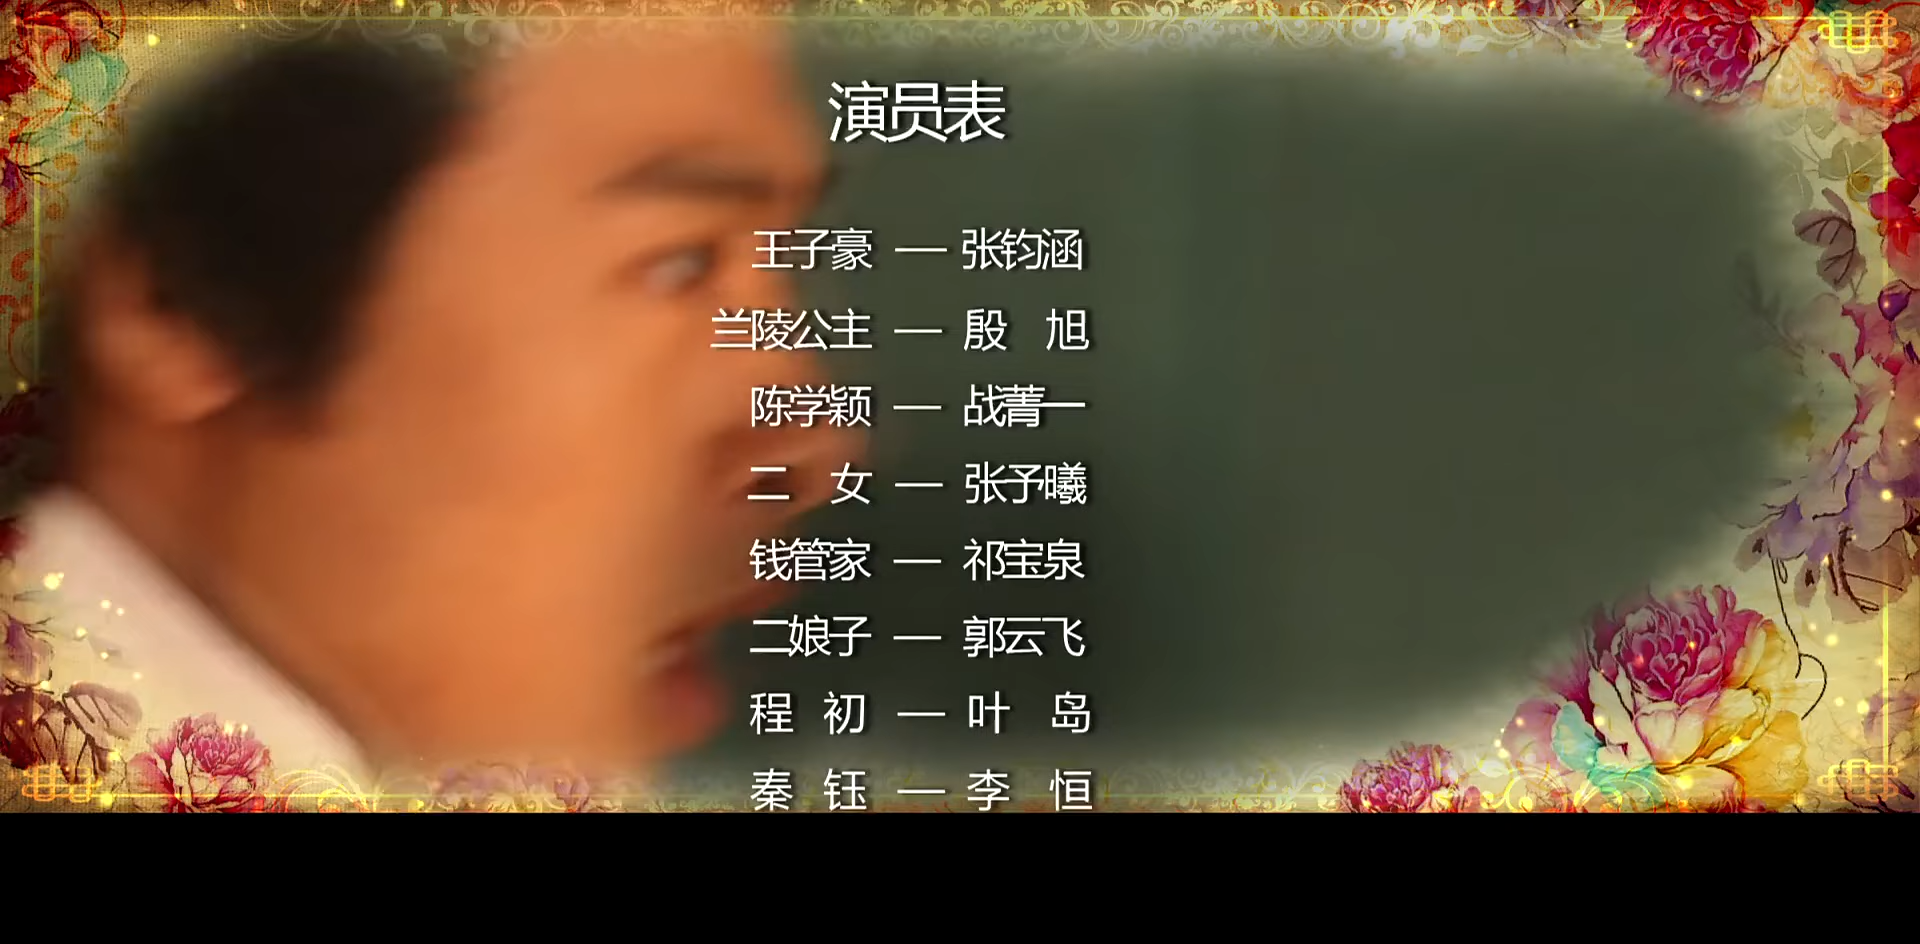 演员表
王子豪 — 张钧涵
兰陵公主 — 殷 旭
陈学颖 — 战菁一
二 女 — 张予曦
钱管家 — 祁宝泉
二娘子 — 郭云飞
程 初 — 叶 岛
秦 钰 — 李 恒